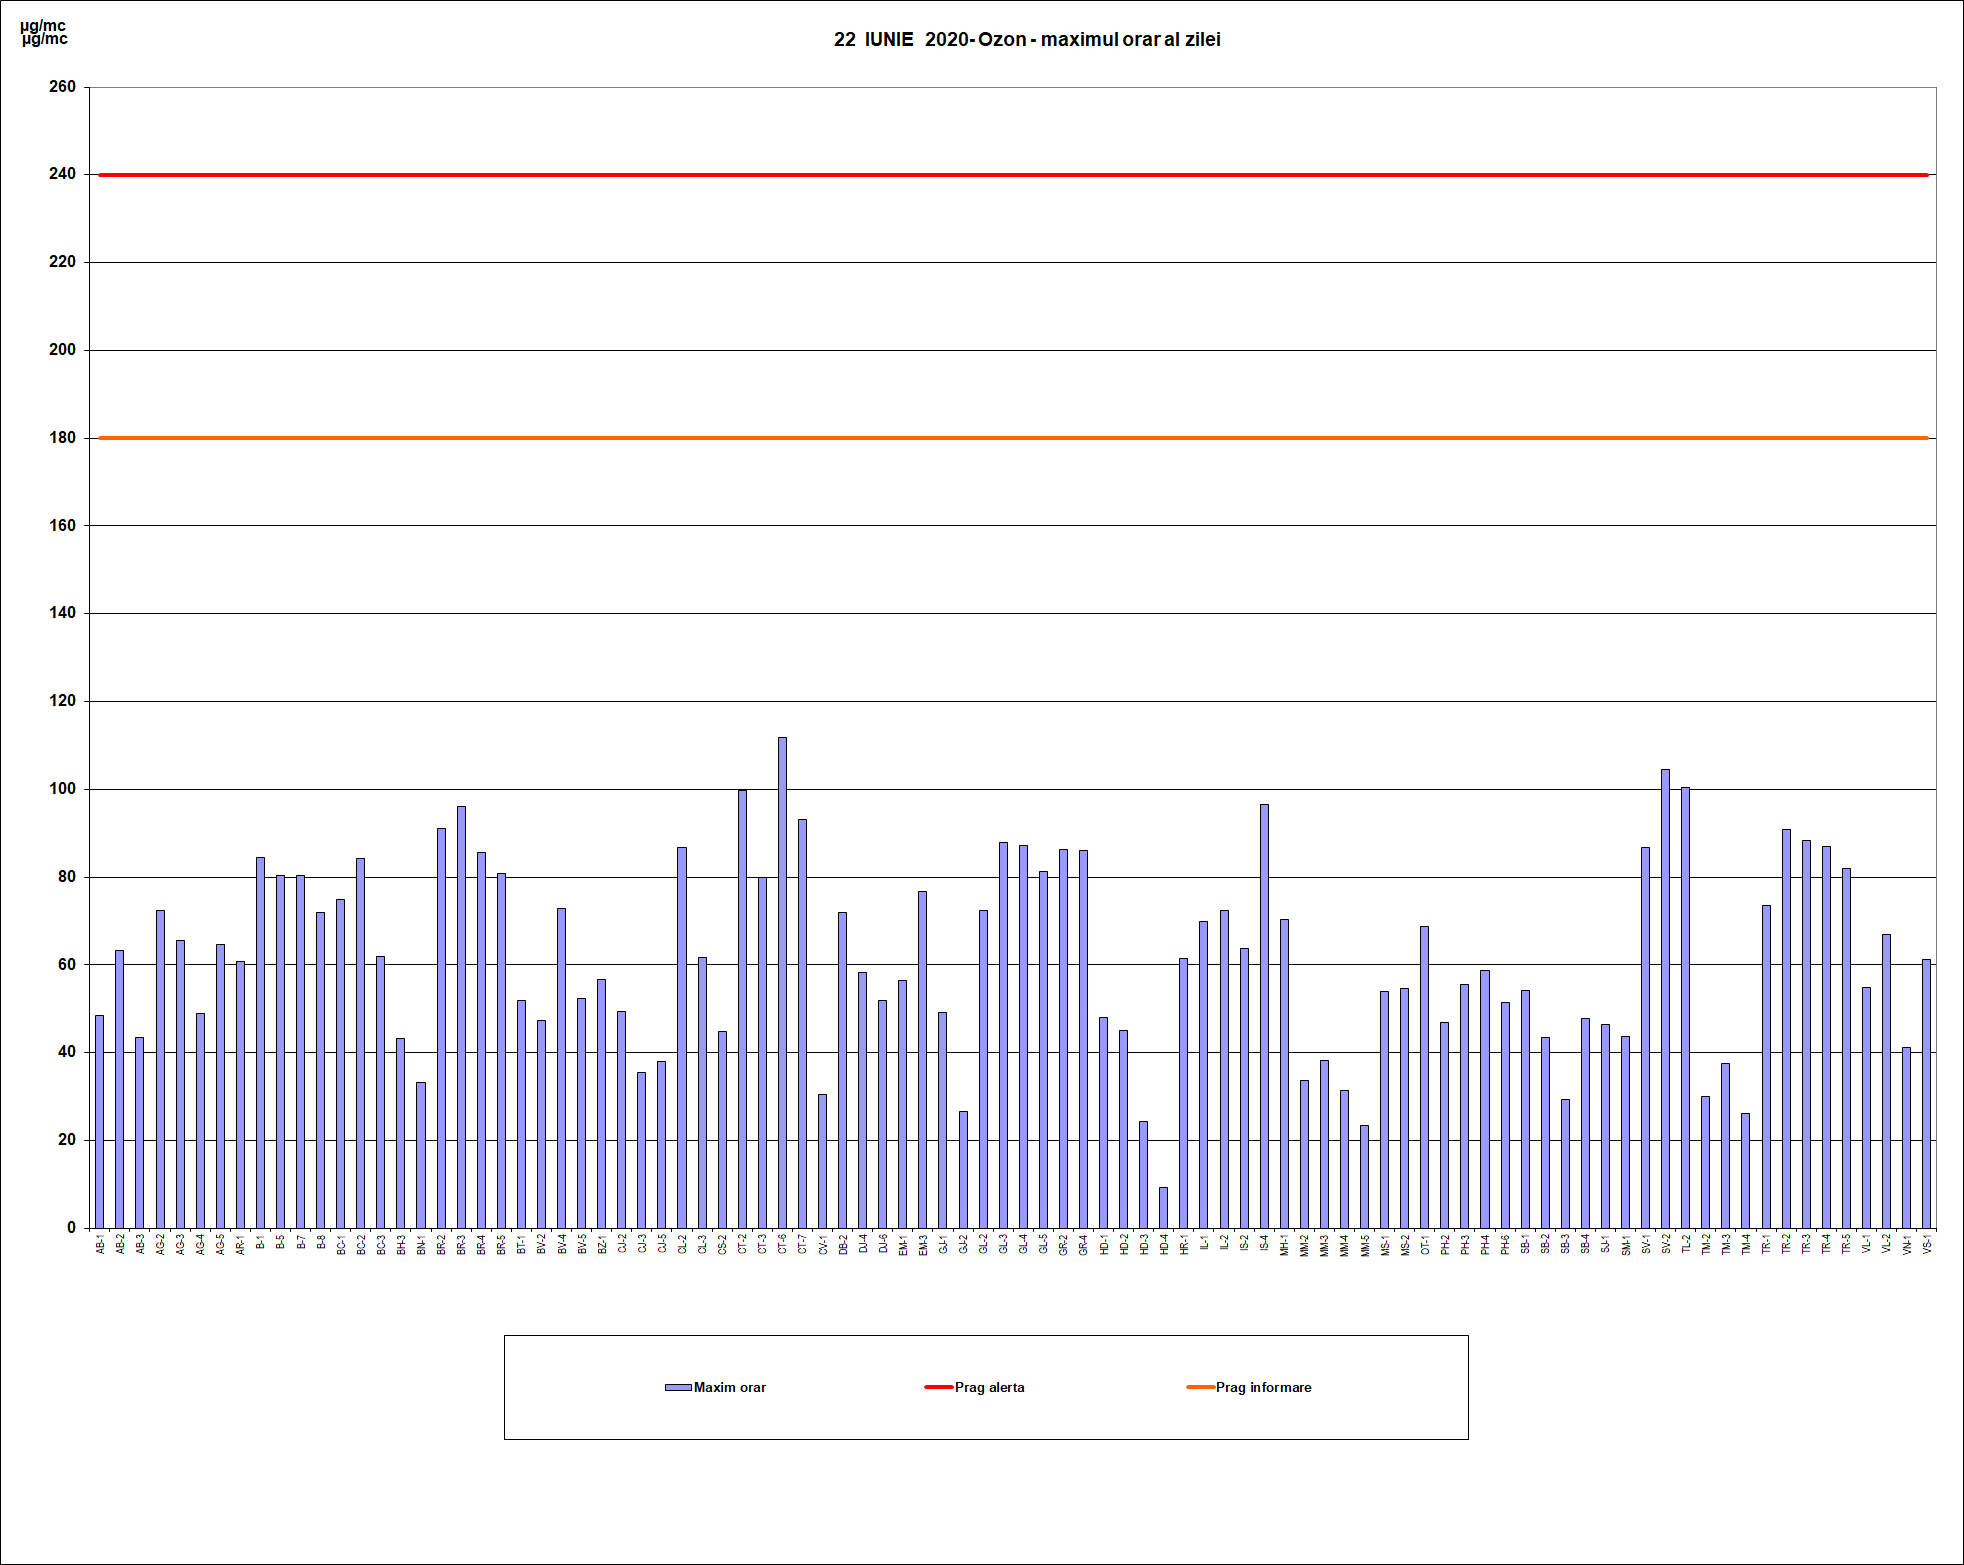 µg/mc
µg/mc
22 IUNIE 2020- Ozon - maximul orar al zilei
260
240
220
200
180
160
140
120
100
80
60
40
20
0
AB-1 AB-2 AB-3 AG-2 AG-3 AG-4 AG-5 AR-1 B-1 B-5 B-7 B-8 BC-1 BC-2 BC-3 BH-3 BN-1 BR-2 BR-3 BR-4 BR-5 BT-1 BV-2 BV-4 BV-5 BZ-1 CJ-2 CJ-3 CJ-5 CL-2 CL-3 CS-2 CT-2 CT-3 CT-6 CT-7 CV-1 DB-2 DJ-4 DJ-6 EM-1 EM-3 GJ-1 GJ-2 GL-2 GL-3 GL-4 GL-5 GR-2 GR-4 HD-1 HD-2 HD-3 HD-4 HR-1 IL-1 IL-2 IS-2 IS-4 MH-1 MM-2 MM-3 MM-4 MM-5 MS-1 MS-2 OT-1 PH-2 PH-3 PH-4 PH-6 SB-1 SB-2 SB-3 SB-4 SJ-1 SM-1 SV-1 SV-2 TL-2 TM-2 TM-3 TM-4 TR-1 TR-2 TR-3 TR-4 TR-5 VL-1 VL-2 VN-1 VS-1
Maxim orar Prag alerta Prag informare